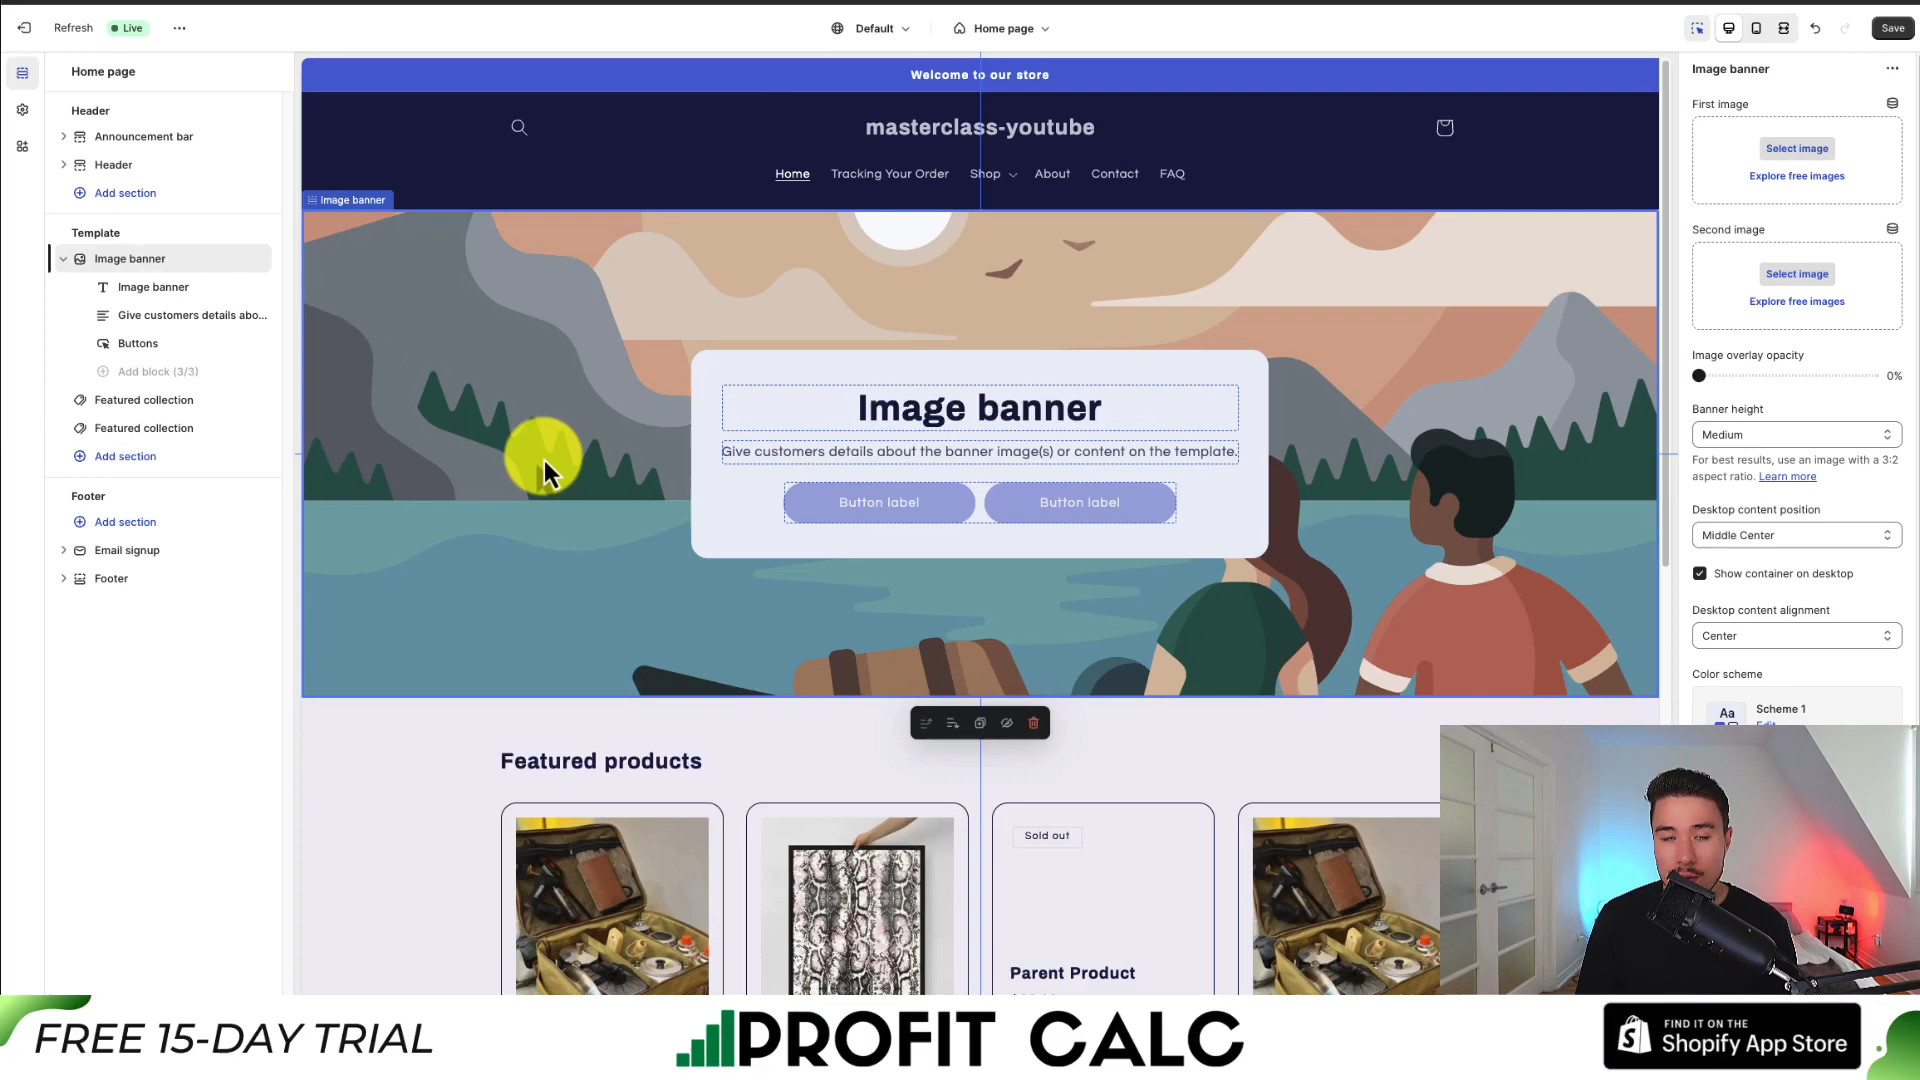 Refresh
Live
Default
Home page
Save
Home page
Header
Announcement bar
Header
Add section
Template
Image banner
Image banner
Give customers details abo...
Buttons
Add block (3/3)
Featured collection
Featured collection
Add section
Footer
Add section
Email signup
Footer
Welcome to our store
masterclass-youtube
Home
Tracking Your Order
Shop
About
Contact
FAQ
Image banner
Image banner
Give customers details about the banner image(s) or content on the template.
Button label
Button label
Featured products
Sold out
Parent Product
Image banner
First image
Select image
Explore free images
Second image
Select image
Explore free images
Image overlay opacity
0%
Banner height
Medium
For best results, use an image with a 3:2
aspect ratio. Learn more
Desktop content position
Middle Center
Show container on desktop
Desktop content alignment
Center
Color scheme
Aa
Scheme 1
FREE 15-DAY TRIAL
PROFIT CALC
FIND IT ON THE
Shopify App Store